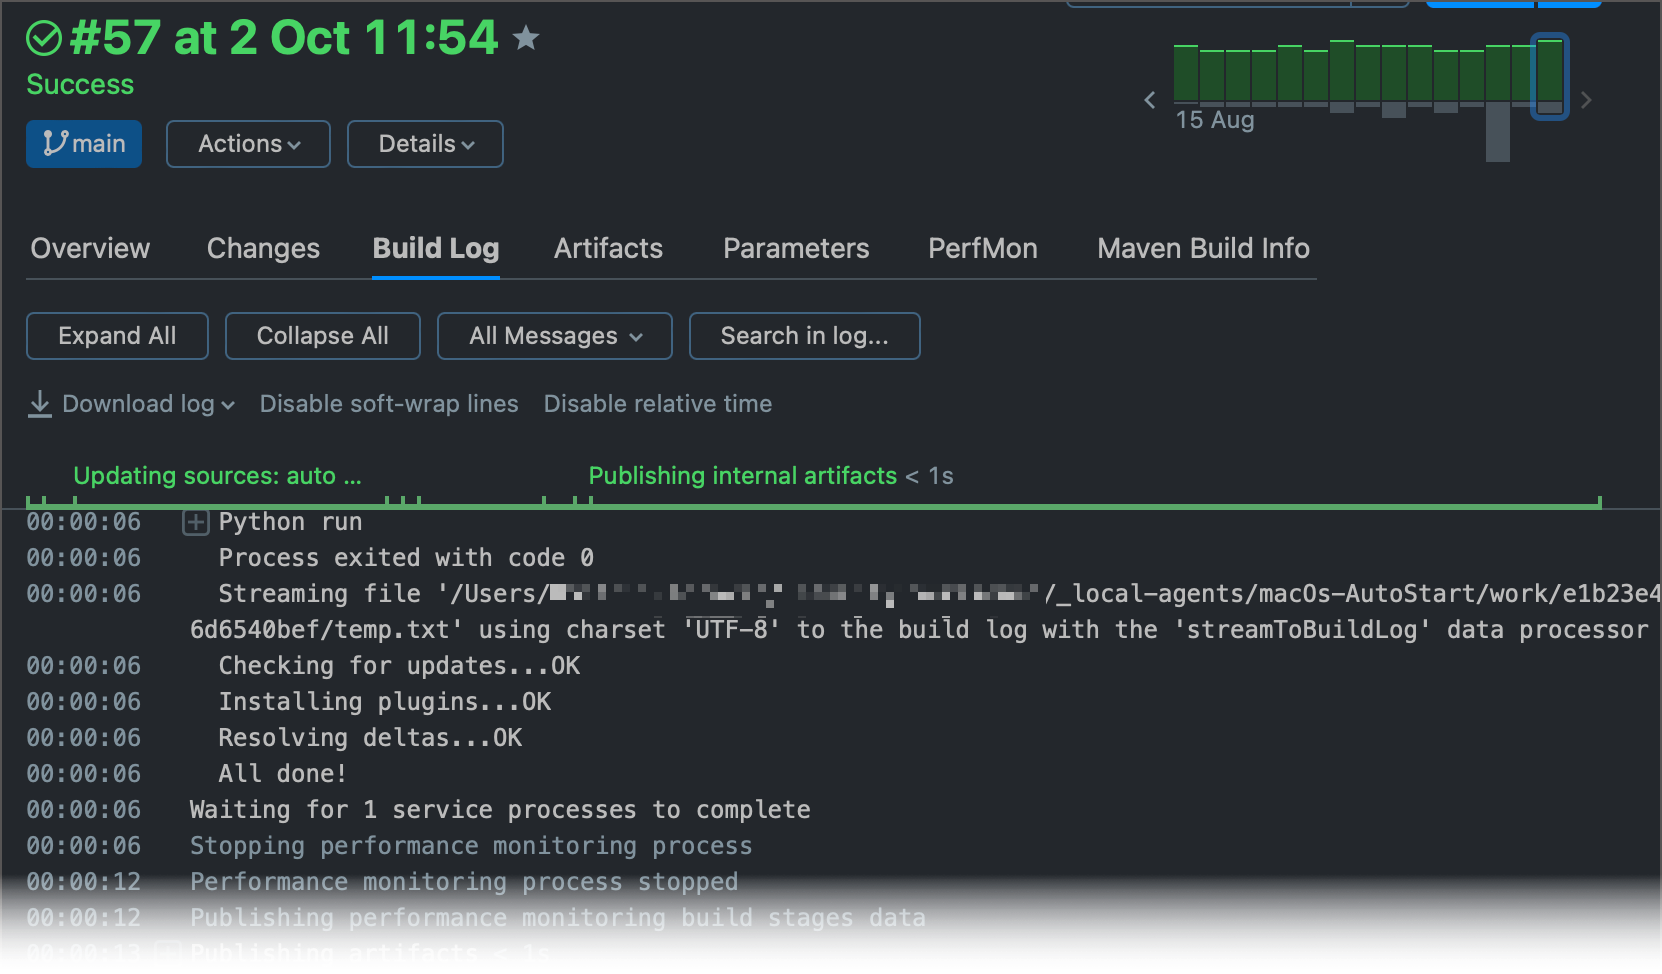 #57 at 2 Oct 11:54
Success
main
Actions
Details
15 Aug
Overview
Changes
Build Log
Artifacts
Parameters
PerfMon
Maven Build Info
Expand All
Collapse All
All Messages
Search in log...
Download log
Disable soft-wrap lines
Disable relative time
Updating sources: auto ...
Publishing internal artifacts < 1s
00:00:06 Python run
00:00:06 Process exited with code 0
00:00:06 Streaming file '/Users/ /_local-agents/macOs-AutoStart/work/e1b23e4
6d6540bef/temp.txt' using charset 'UTF-8' to the build log with the 'streamToBuildLog' data processor
00:00:06 Checking for updates...OK
00:00:06 Installing plugins...OK
00:00:06 Resolving deltas...OK
00:00:06 All done!
00:00:06 Waiting for 1 service processes to complete
00:00:06 Stopping performance monitoring process
00:00:12 Performance monitoring process stopped
00:00:12 Publishing performance monitoring build stages data
00:00:13 Publishing artifacts < 1s